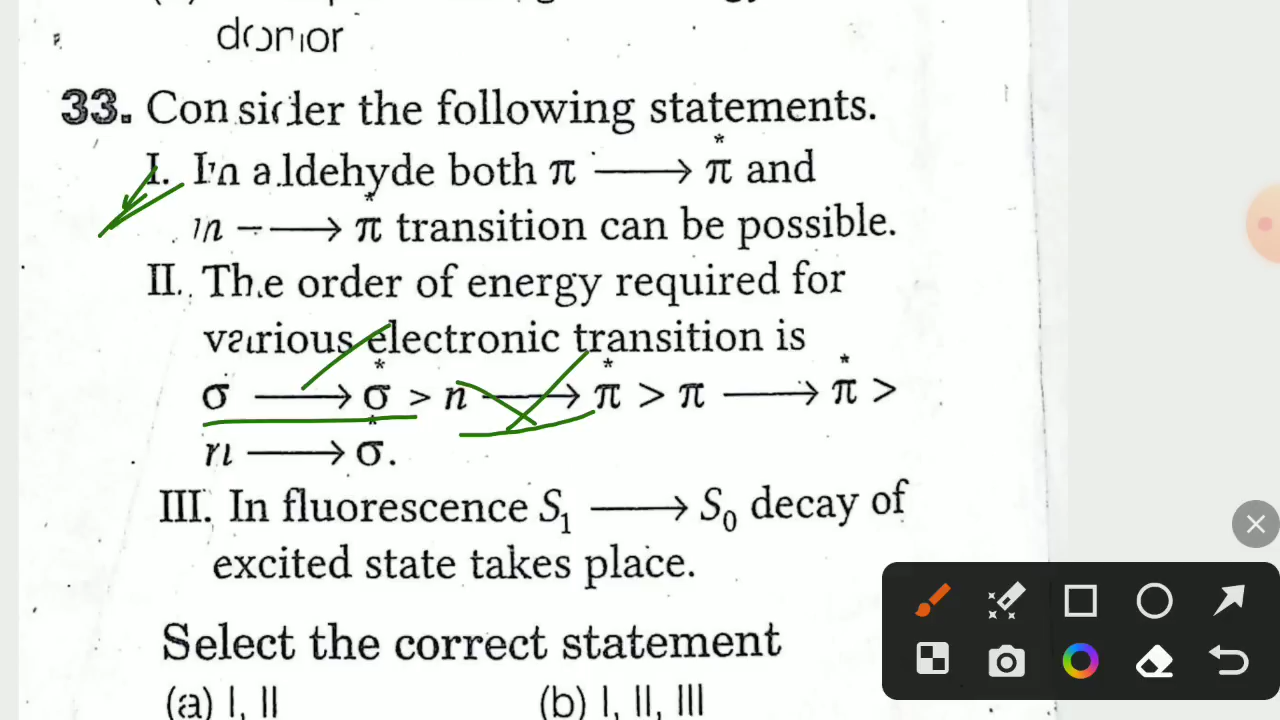 donor
33. Consider the following statements.
I. In aldehyde both π ⟶ π* and
n ⟶ π* transition can be possible.
II. The order of energy required for
various electronic transition is
σ ⟶ σ* > n ⟶ π* > π ⟶ π* >
n ⟶ σ*.
III. In fluorescence S₁ ⟶ S₀ decay of
excited state takes place.
Select the correct statement
(a) I, II (b) I, II, III